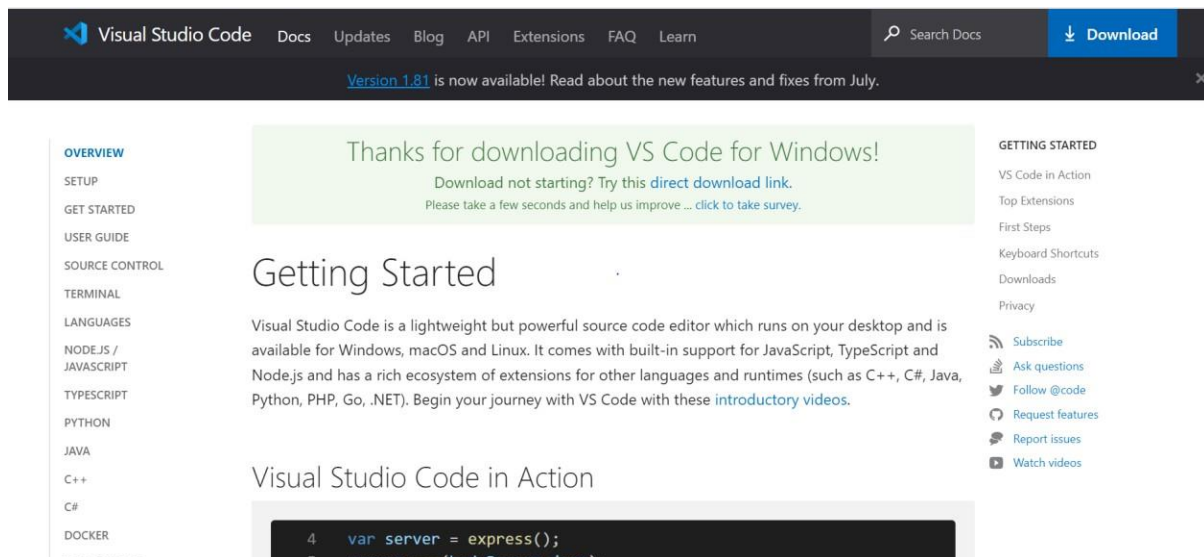 Visual Studio Code Docs Updates Blog API Extensions FAQ Learn Search Docs Download
Version 1.81 is now available! Read about the new features and fixes from July.
OVERVIEW
SETUP
GET STARTED
USER GUIDE
SOURCE CONTROL
TERMINAL
LANGUAGES
NODE.JS /
JAVASCRIPT
TYPESCRIPT
PYTHON
JAVA
C++
C#
DOCKER
Thanks for downloading VS Code for Windows!
Download not starting? Try this direct download link.
Please take a few seconds and help us improve ... click to take survey.
Getting Started
Visual Studio Code is a lightweight but powerful source code editor which runs on your desktop and is
available for Windows, macOS and Linux. It comes with built-in support for JavaScript, TypeScript and
Node.js and has a rich ecosystem of extensions for other languages and runtimes (such as C++, C#, Java,
Python, PHP, Go, .NET). Begin your journey with VS Code with these introductory videos.
Visual Studio Code in Action
4 var server = express();
GETTING STARTED
VS Code in Action
Top Extensions
First Steps
Keyboard Shortcuts
Downloads
Privacy
Subscribe
Ask questions
Follow @code
Request features
Report issues
Watch videos